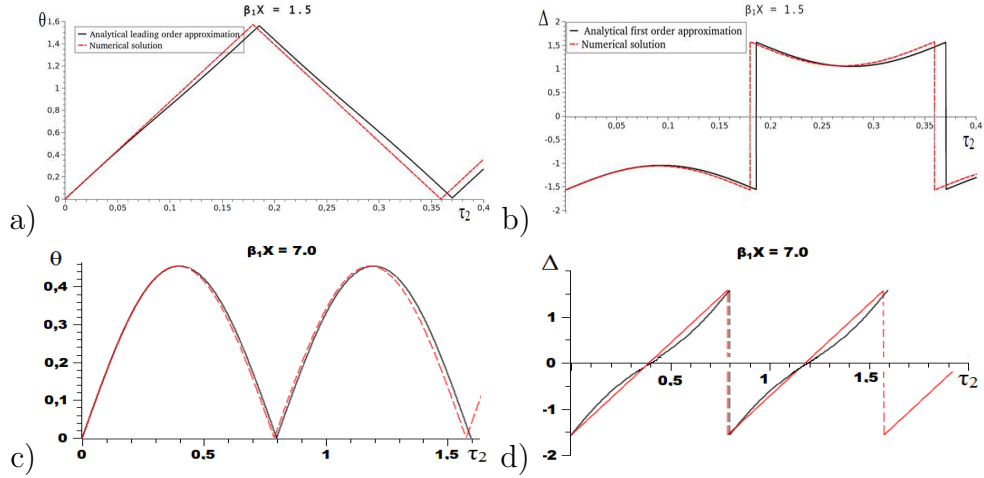 θ
β₁X = 1.5
1,6
1,4
1,2
1
0,8
0,6
0,4
0,2
0
Analytical leading order approximation
Numerical solution
0
0,05
0,1
0,15
0,2
0,25
0,3
0,35
0,4
τ₂
a)
Δ
β₁X = 1.5
2
1,5
1
0,5
0
-0,5
-1
-1,5
-2
Analytical first order approximation
Numerical solution
0,05
0,1
0,15
0,2
0,25
0,3
0,35
0,4
τ₂
b)
θ
β₁X = 7.0
0,4
0,3
0,2
0,1
0
0
0,5
1
1.5
τ₂
c)
Δ
β₁X = 7.0
1
0
-1
-2
0.5
1
1.5
τ₂
d)